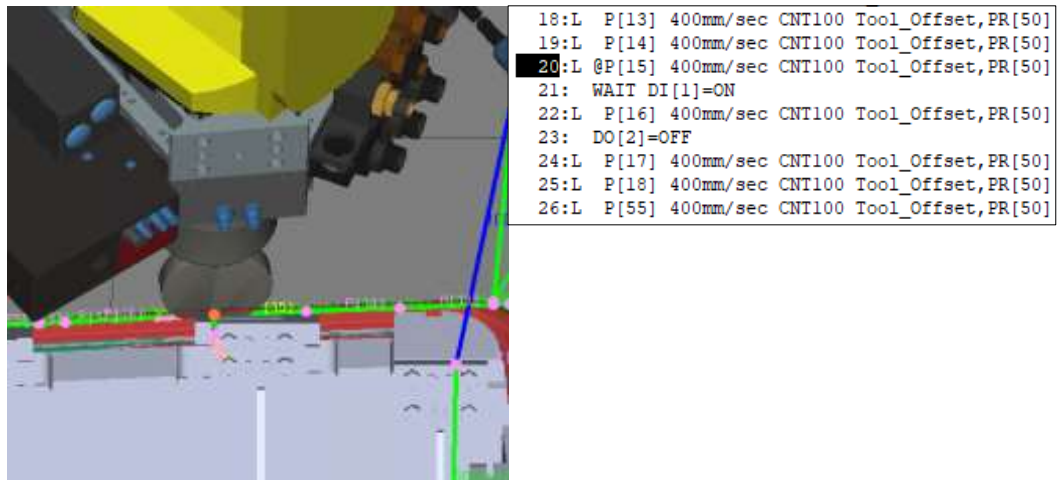 18:L P[13] 400mm/sec CNT100 Tool_Offset,PR[50]
19:L P[14] 400mm/sec CNT100 Tool_Offset,PR[50]
20:L @P[15] 400mm/sec CNT100 Tool_Offset,PR[50]
21: WAIT DI[1]=ON
22:L P[16] 400mm/sec CNT100 Tool_Offset,PR[50]
23: DO[2]=OFF
24:L P[17] 400mm/sec CNT100 Tool_Offset,PR[50]
25:L P[18] 400mm/sec CNT100 Tool_Offset,PR[50]
26:L P[55] 400mm/sec CNT100 Tool_Offset,PR[50]